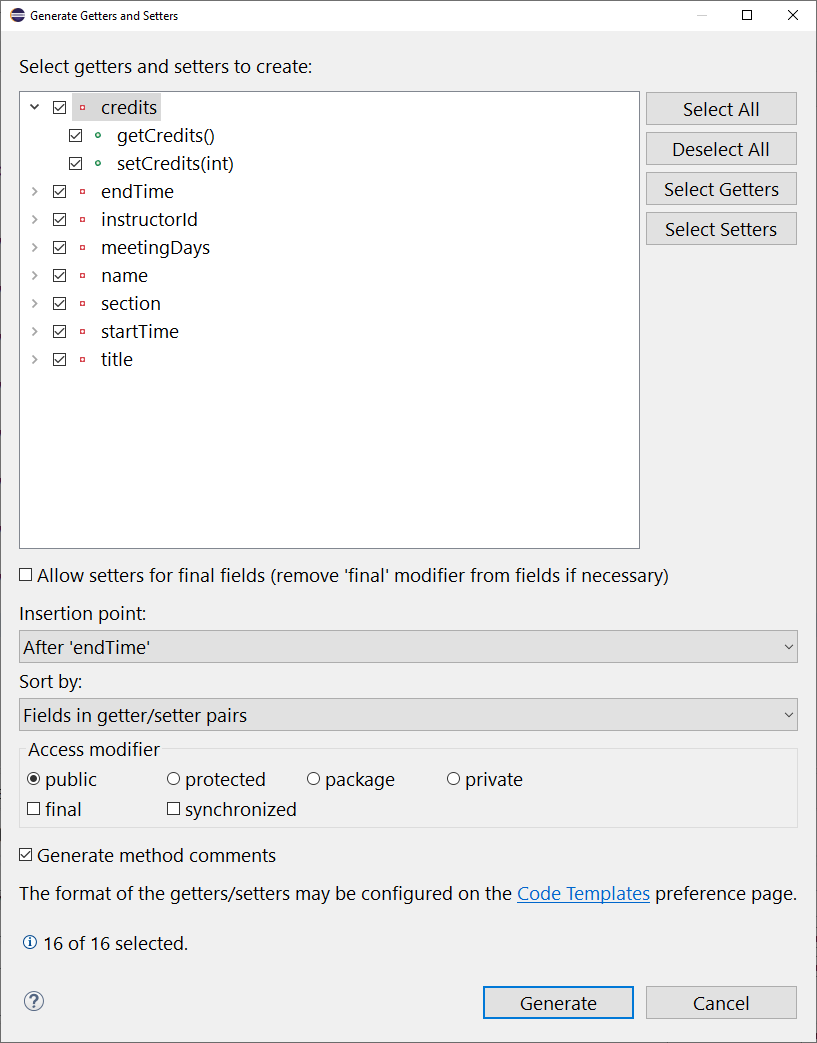 Generate Getters and Setters
Select getters and setters to create:
credits
getCredits()
setCredits(int)
endTime
instructorId
meetingDays
name
section
startTime
title
Select All
Deselect All
Select Getters
Select Setters
Allow setters for final fields (remove 'final' modifier from fields if necessary)
Insertion point:
After 'endTime'
Sort by:
Fields in getter/setter pairs
Access modifier
public protected package private
final synchronized
Generate method comments
The format of the getters/setters may be configured on the Code Templates preference page.
16 of 16 selected.
Generate Cancel